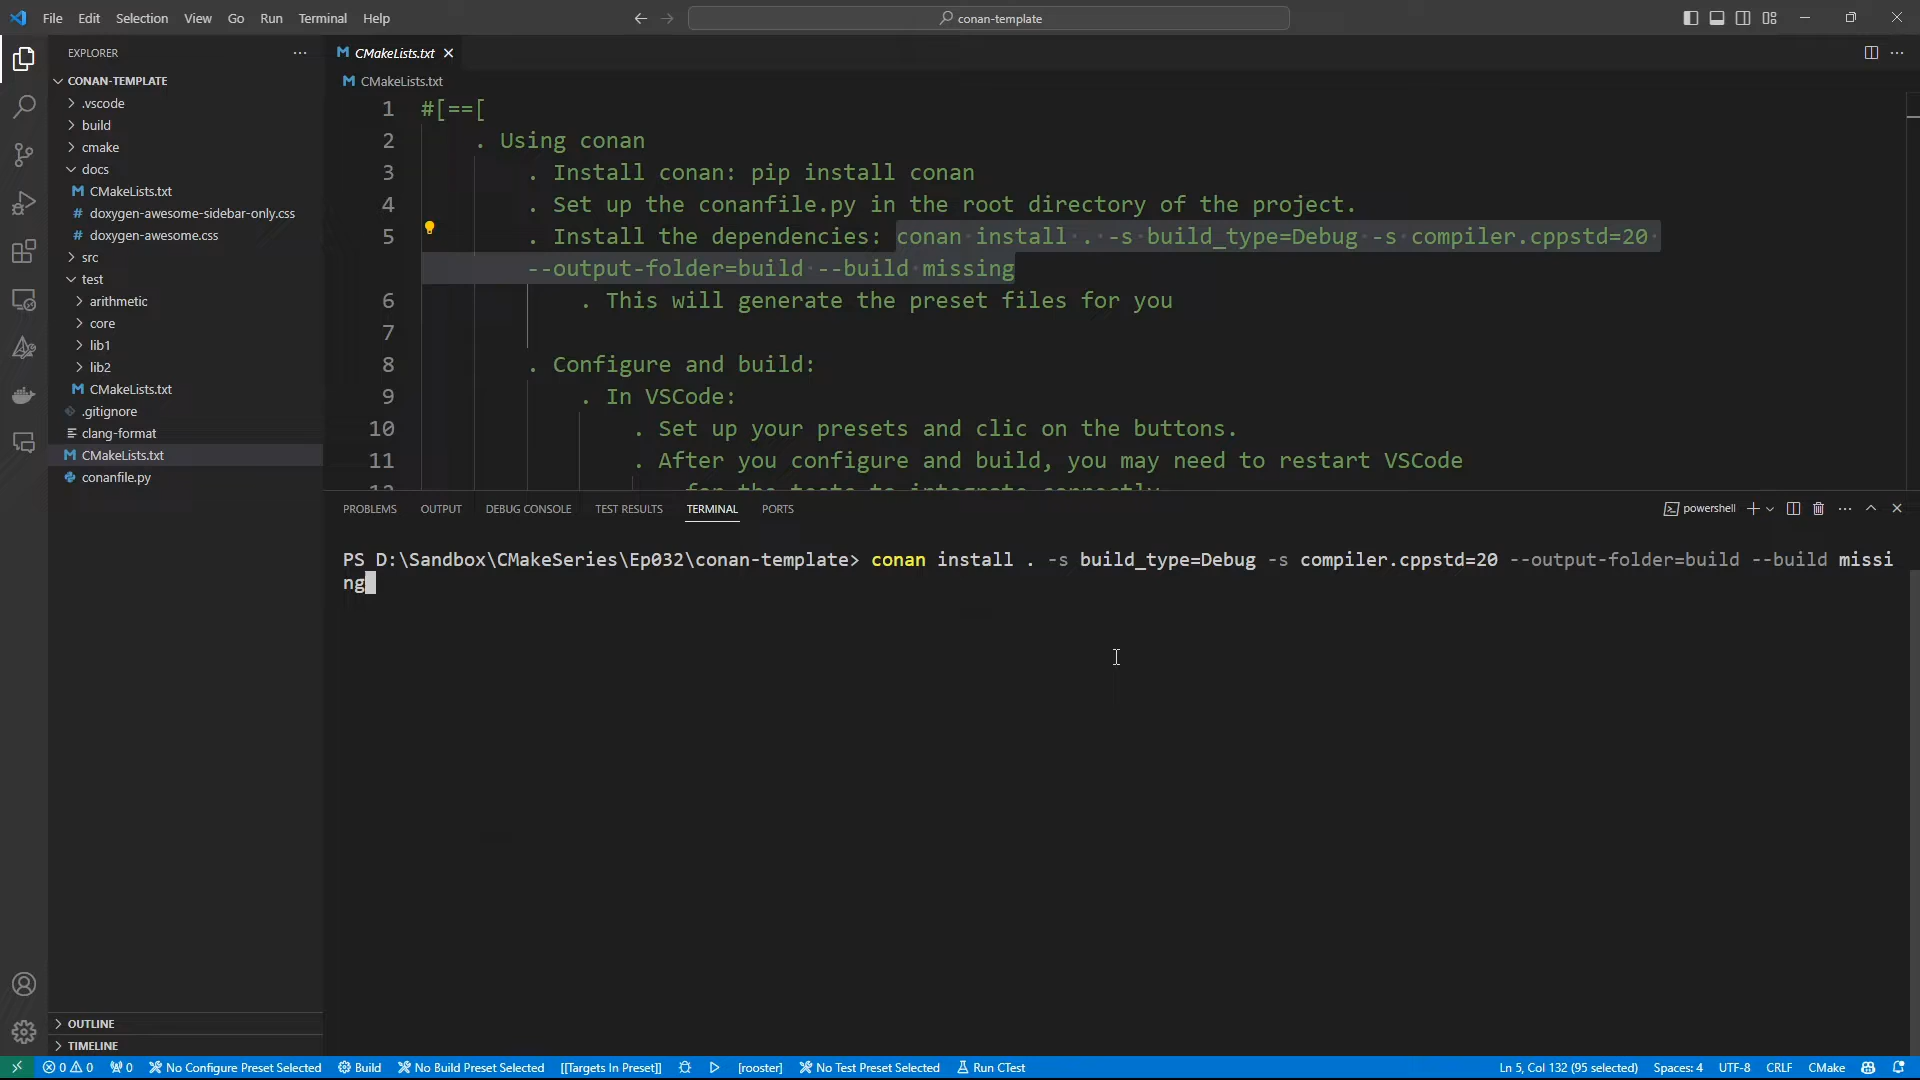 File Edit Selection View Go Run Terminal Help
conan-template
EXPLORER
CONAN-TEMPLATE
.vscode
build
cmake
docs
CMakeLists.txt
doxygen-awesome-sidebar-only.css
doxygen-awesome.css
src
test
arithmetic
core
lib1
lib2
CMakeLists.txt
.gitignore
clang-format
CMakeLists.txt
conanfile.py
OUTLINE
TIMELINE
CMakeLists.txt
CMakeLists.txt
1 #[==[
2 . Using conan
3 . Install conan: pip install conan
4 . Set up the conanfile.py in the root directory of the project.
5 . Install the dependencies: conan install . -s build_type=Debug -s compiler.cppstd=20
--output-folder=build --build missing
6 . This will generate the preset files for you
7
8 . Configure and build:
9 . In VSCode:
10 . Set up your presets and clic on the buttons.
11 . After you configure and build, you may need to restart VSCode
12 for the tests to integrate correctly
PROBLEMS OUTPUT DEBUG CONSOLE TEST RESULTS TERMINAL PORTS
powershell
PS D:\Sandbox\CMakeSeries\Ep032\conan-template> conan install . -s build_type=Debug -s compiler.cppstd=20 --output-folder=build --build missi
ng
0 0 0 No Configure Preset Selected Build No Build Preset Selected [[Targets In Preset]] [rooster] No Test Preset Selected Run CTest Ln 5, Col 132 (95 selected) Spaces: 4 UTF-8 CRLF CMake